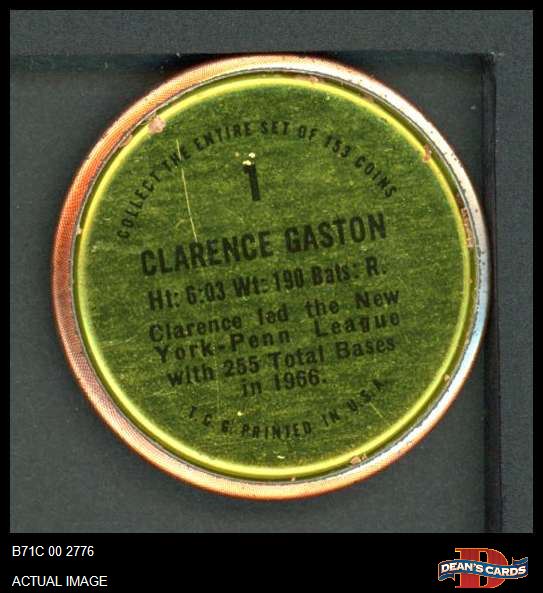 COLLECT THE ENTIRE SET OF 153 COINS
1
CLARENCE GASTON
Ht: 6:03 Wt: 190 Bats: R.
Clarence led the New
York-Penn League
with 255 Total Bases
in 1966.
T. C. G. PRINTED IN U.S.A.
B71C 00 2776
ACTUAL IMAGE
DEAN'S CARDS